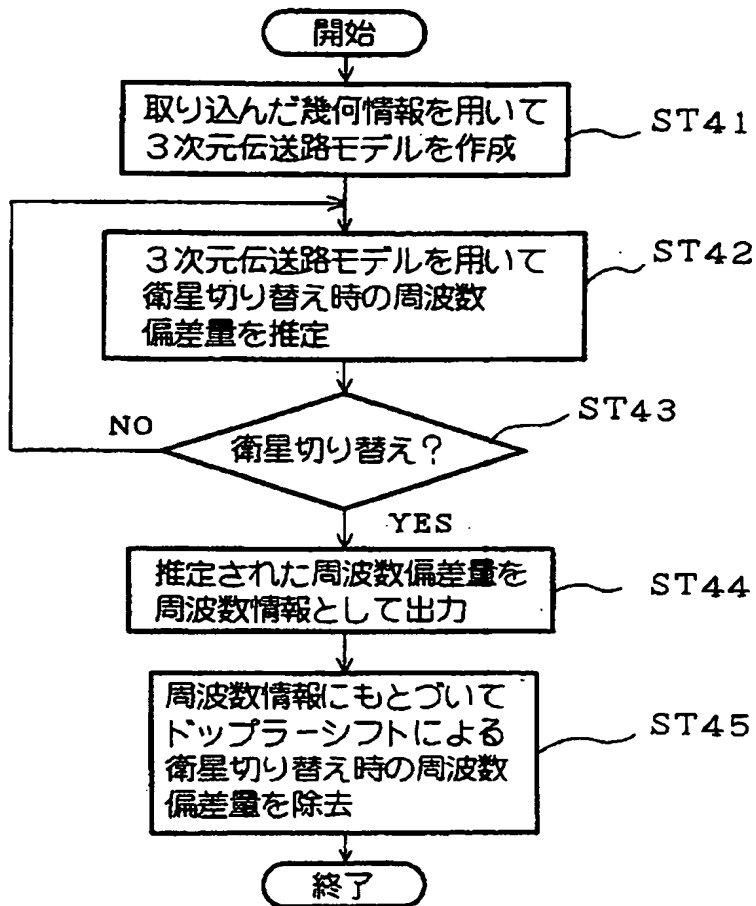 開始
取り込んだ幾何情報を用いて
3次元伝送路モデルを作成
ST41
3次元伝送路モデルを用いて
衛星切り替え時の周波数
偏差量を推定
ST42
衛星切り替え?
ST43
NO
YES
推定された周波数偏差量を
周波数情報として出力
ST44
周波数情報にもとづいて
ドップラーシフトによる
衛星切り替え時の周波数
偏差量を除去
ST45
終了